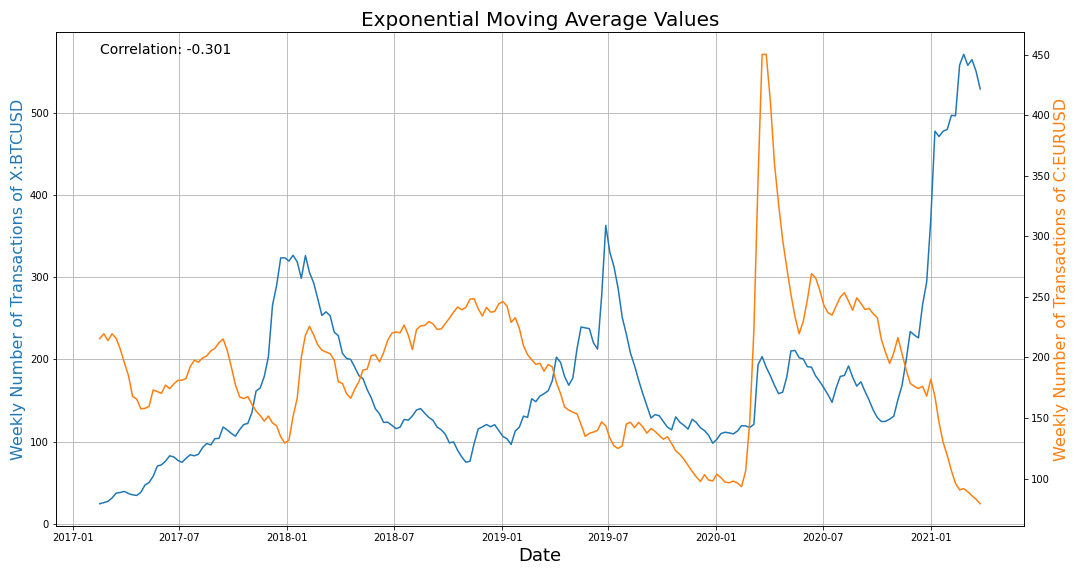 Exponential Moving Average Values
Correlation: -0.301
Weekly Number of Transactions of X:BTCUSD
500
400
300
200
100
0
450
400
350
300
250
200
150
100
Weekly Number of Transactions of C:EURUSD
2017-01 2017-07 2018-01 2018-07 2019-01 2019-07 2020-01 2020-07 2021-01
Date